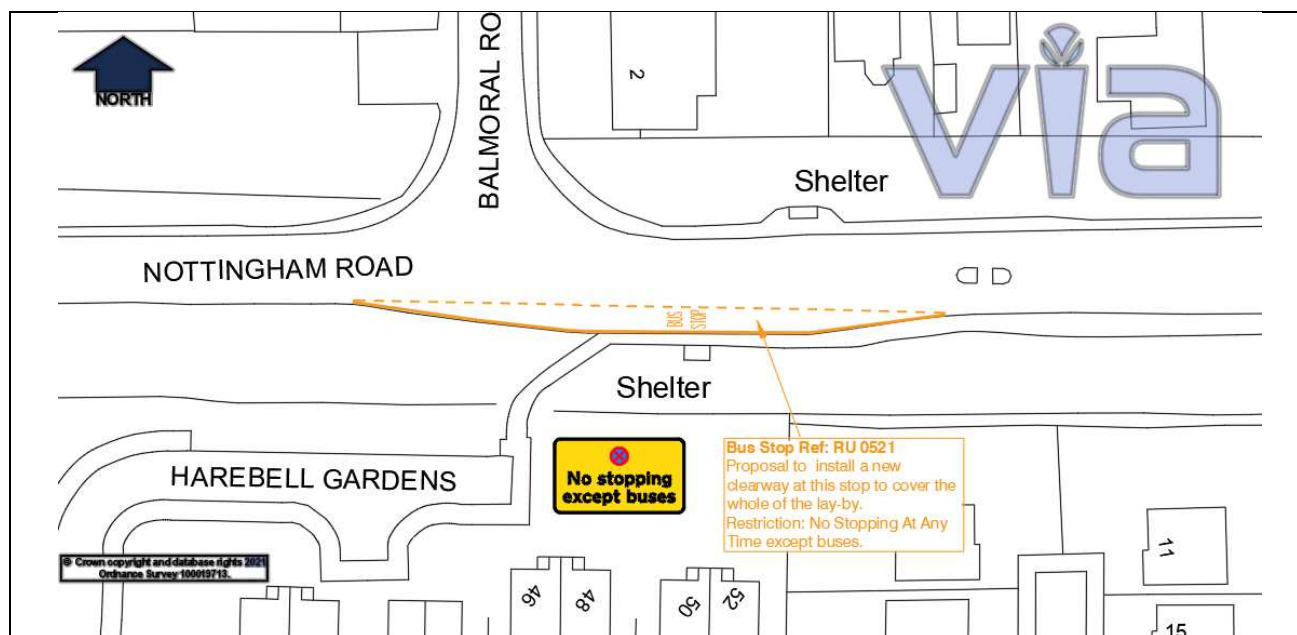 NORTH
BALMORAL RO
2
via
Shelter
NOTTINGHAM ROAD
BUS
STOP
Shelter
HAREBELL GARDENS
No stopping
except buses
Bus Stop Ref: RU 0521
Proposal to install a new
clearway at this stop to cover the
whole of the lay-by.
Restriction: No Stopping At Any
Time except buses.
© Crown copyright and database rights 2021
Ordnance Survey 100019713.
46
48
50
52
11
15